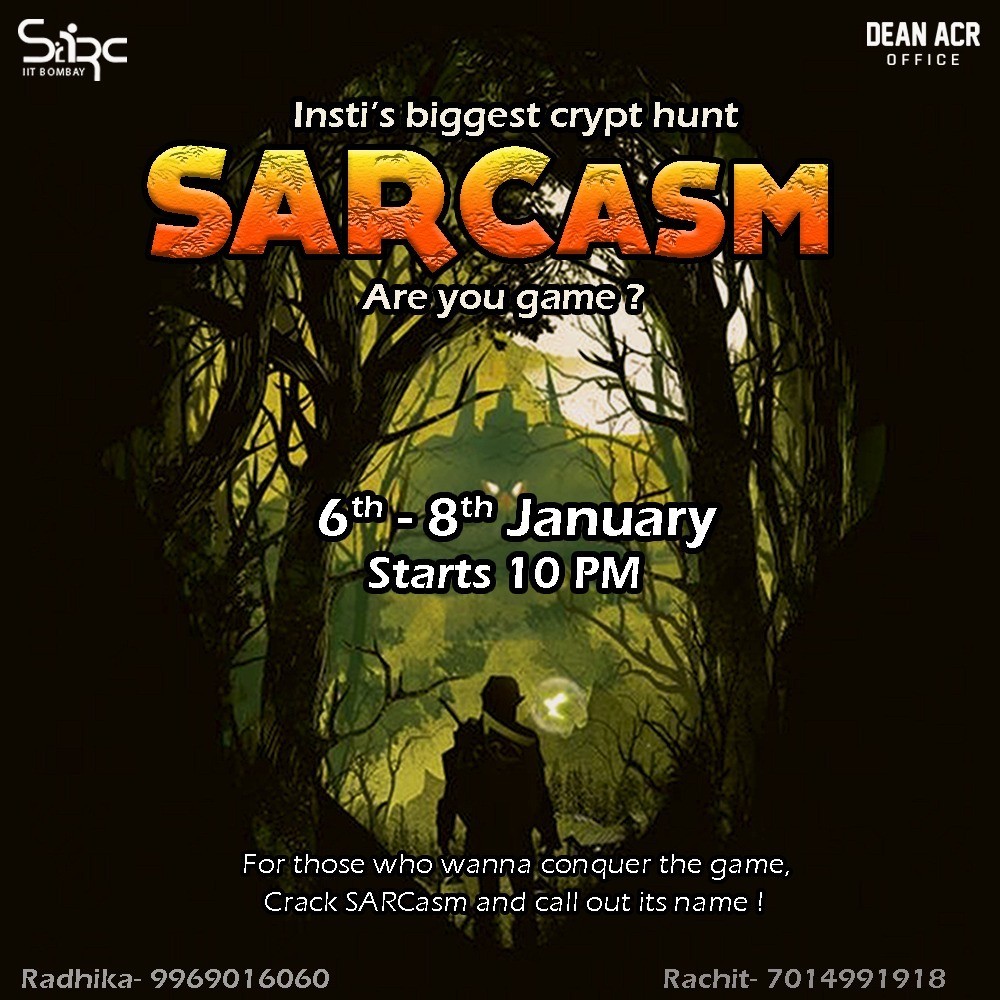 SARC
IIT BOMBAY
DEAN ACR
OFFICE
Insti's biggest crypt hunt
SARCASM
Are you game ?
6th - 8th January
Starts 10 PM
For those who wanna conquer the game,
Crack SARCasm and call out its name !
Radhika- 9969016060
Rachit- 7014991918